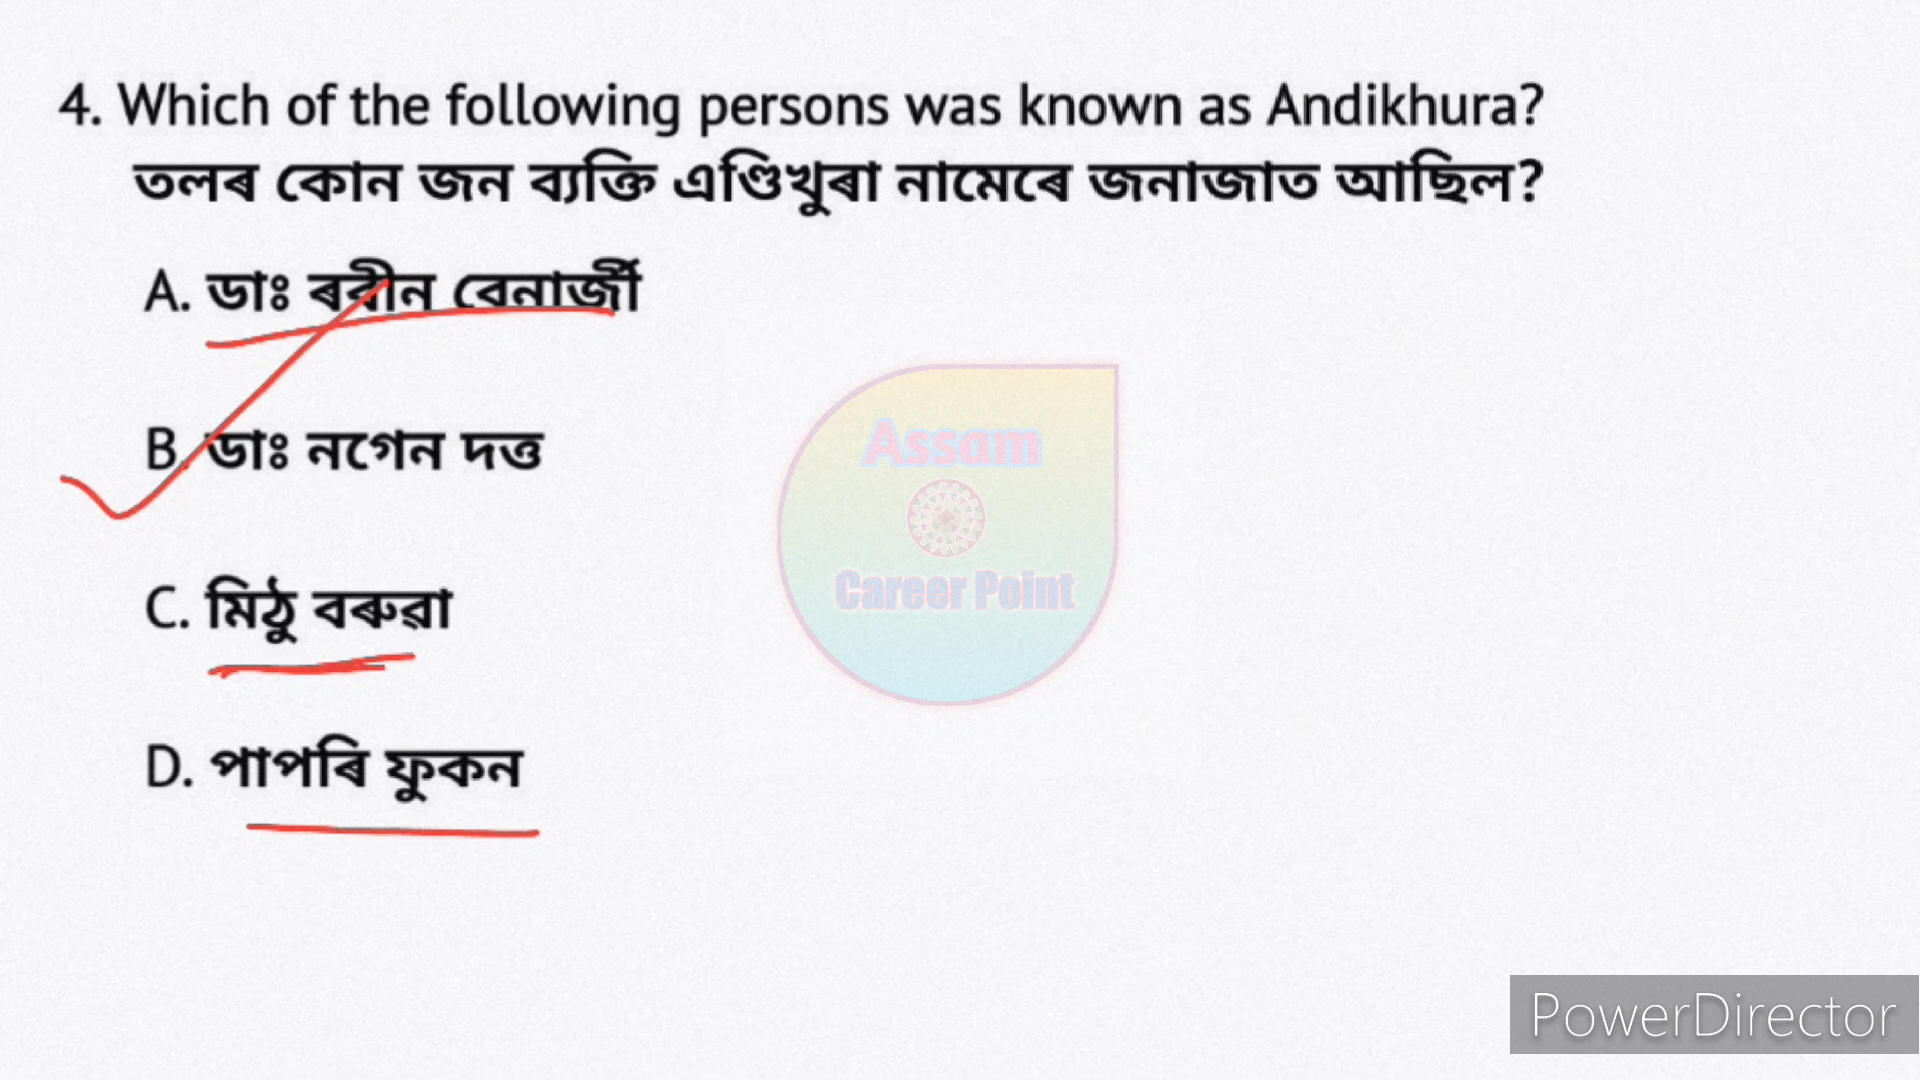 4. Which of the following persons was known as Andikhura?
তলৰ কোন জন ব্যক্তি এণ্ডিখুৰা নামেৰে জনাজাত আছিল?
A. ডাঃ ৰবীন বেনাৰ্জী
B. ডাঃ নগেন দত্ত
C. মিঠু বৰুৱা
D. পাপৰি ফুকন
Assam
Career Point
PowerDirector